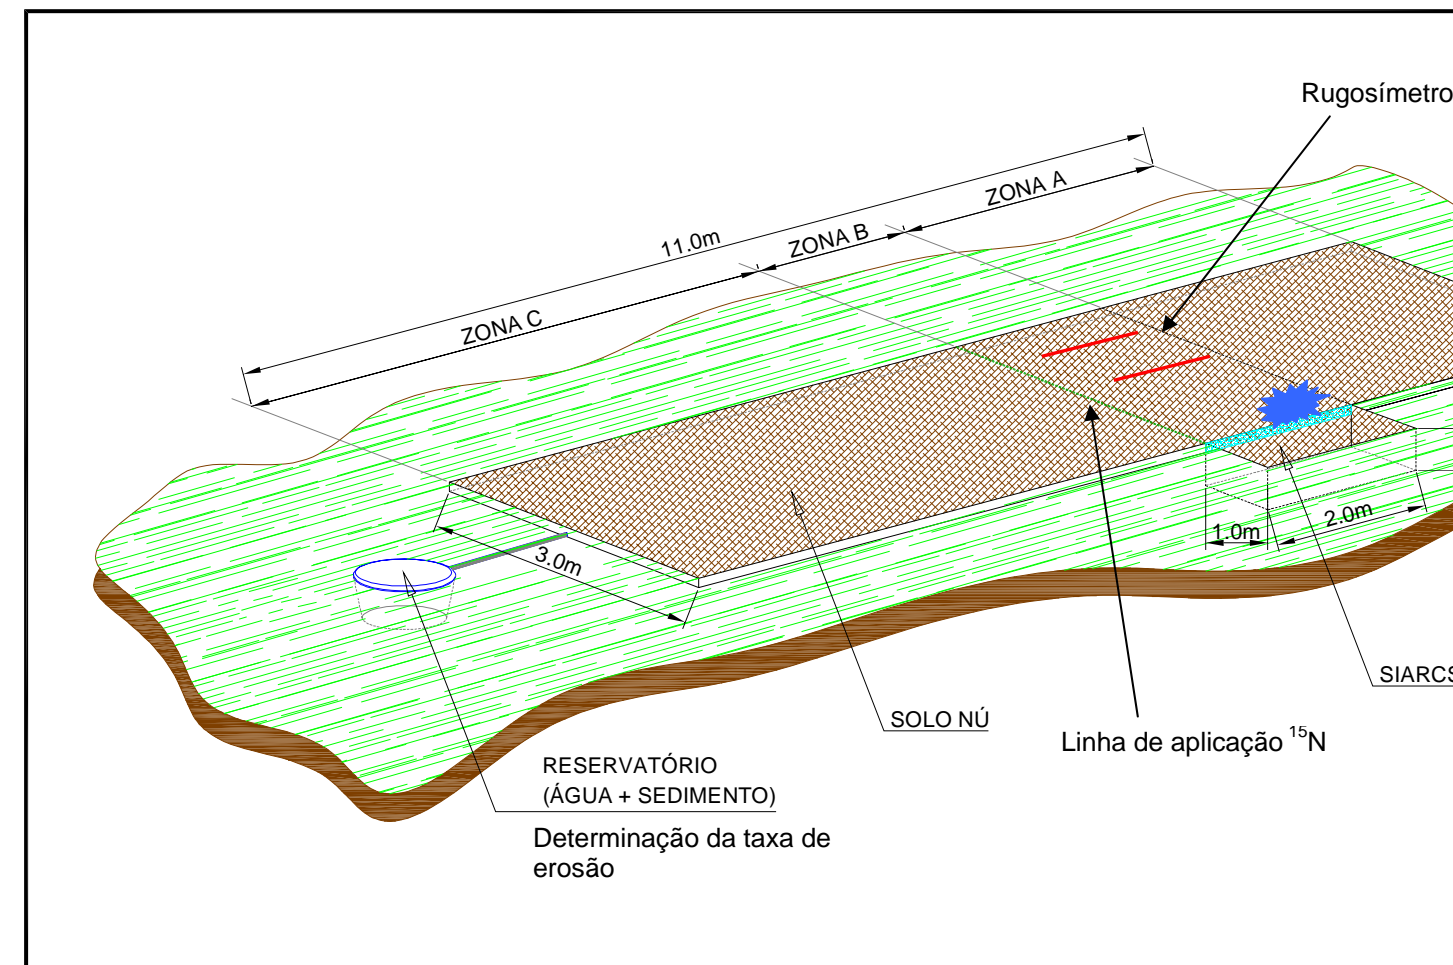 Rugosímetro
ZONA A
ZONA B
11.0m
ZONA C
3.0m
2.0m
1.0m
SIARCS
SOLO NÚ
Linha de aplicação ¹⁵N
RESERVATÓRIO
(ÁGUA + SEDIMENTO)
Determinação da taxa de
erosão